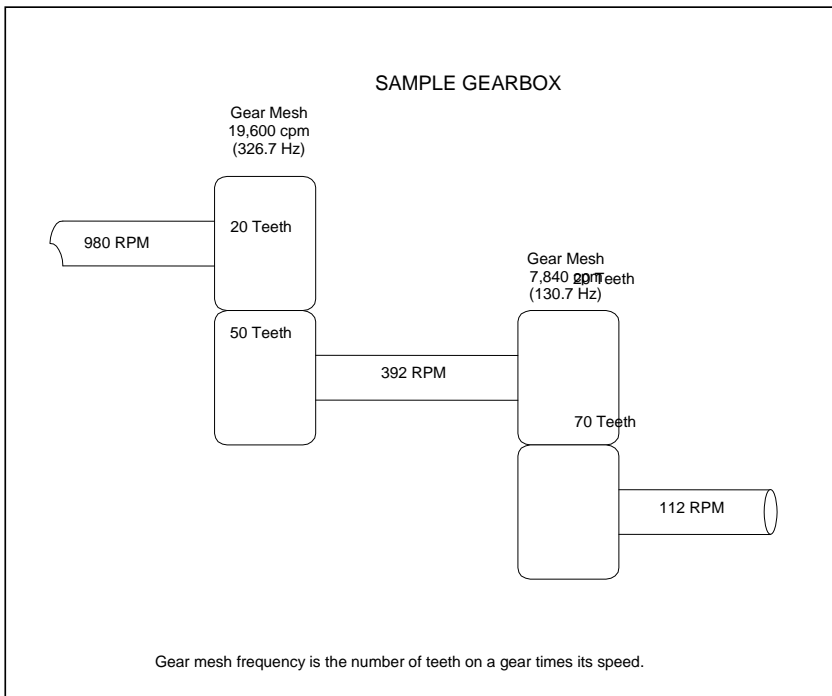 SAMPLE GEARBOX
Gear Mesh
19,600 cpm
(326.7 Hz)
20 Teeth
980 RPM
Gear Mesh
7,840 cpm
20 Teeth
(130.7 Hz)
50 Teeth
392 RPM
70 Teeth
112 RPM
Gear mesh frequency is the number of teeth on a gear times its speed.